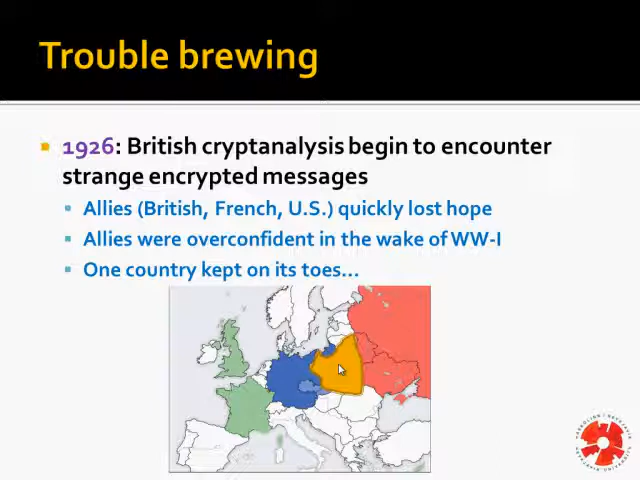 Trouble brewing
1926: British cryptanalysis begin to encounter
strange encrypted messages
Allies (British, French, U.S.) quickly lost hope
Allies were overconfident in the wake of WW-I
One country kept on its toes...